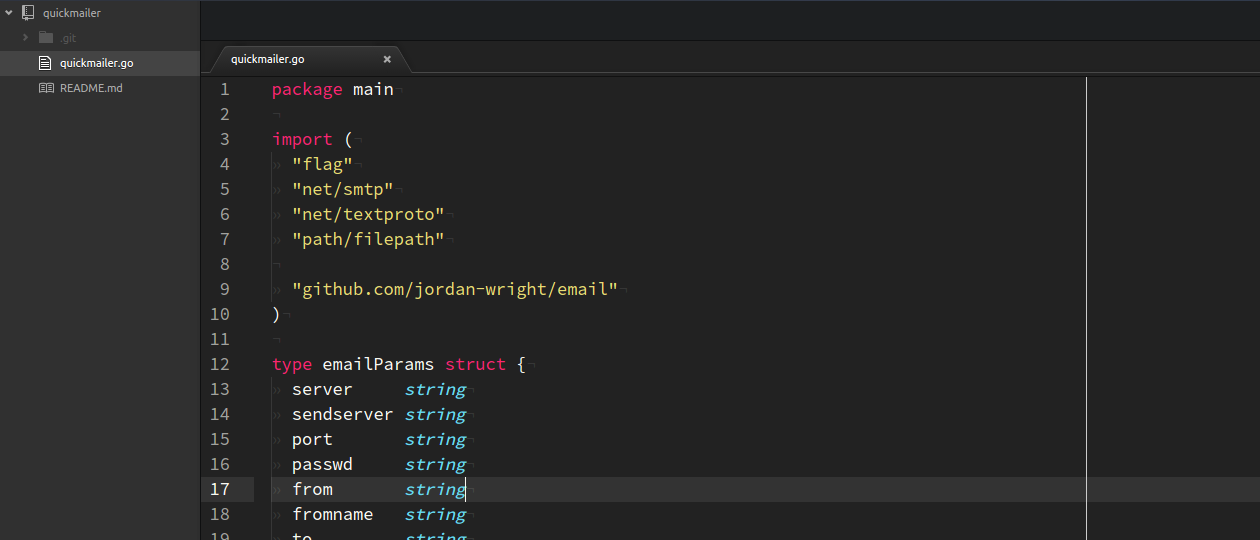 quickmailer
.git
quickmailer.go
README.md
quickmailer.go ×
1 package main
2
3 import (
4 "flag"
5 "net/smtp"
6 "net/textproto"
7 "path/filepath"
8
9 "github.com/jordan-wright/email"
10 )
11
12 type emailParams struct {
13 server string
14 sendserver string
15 port string
16 passwd string
17 from string
18 fromname string
19 to string